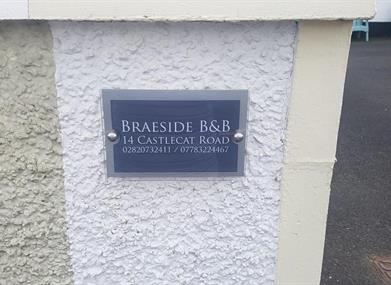 BRAESIDE B&B
14 CASTLECAT ROAD
02820732411 / 07783224467